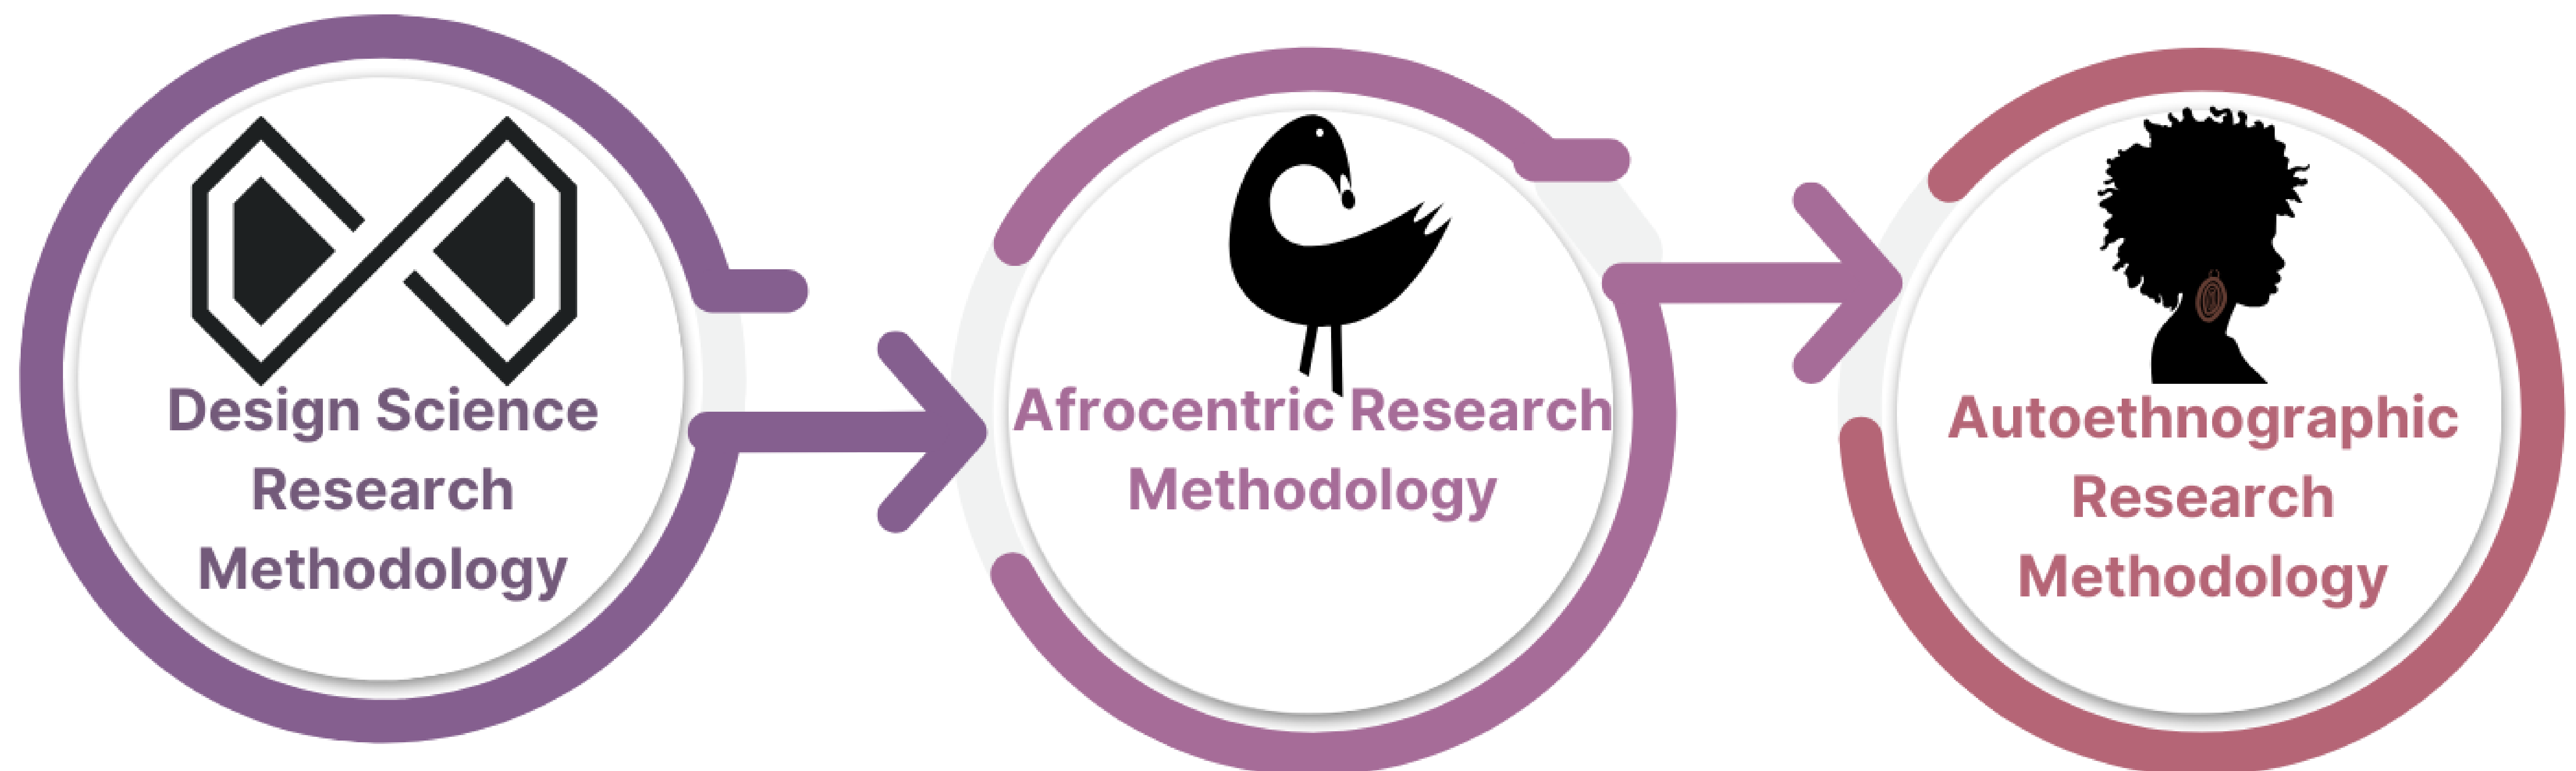 Design Science
Research
Methodology
Afrocentric Research
Methodology
Autoethnographic
Research
Methodology